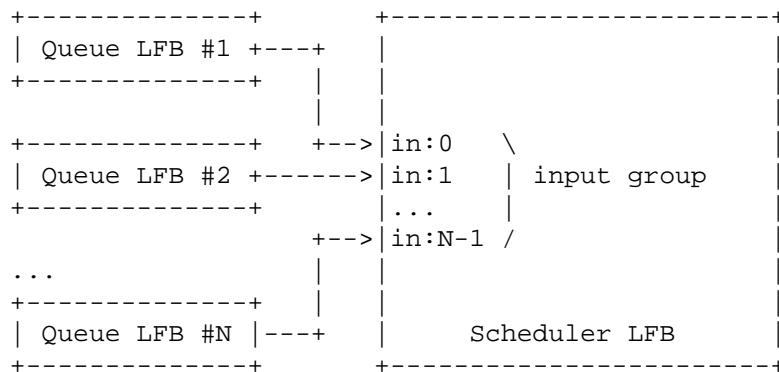 Queue LFB #1
in:0
Queue LFB #2 in:1 input group
...
in:N-1
...
Queue LFB #N Scheduler LFB